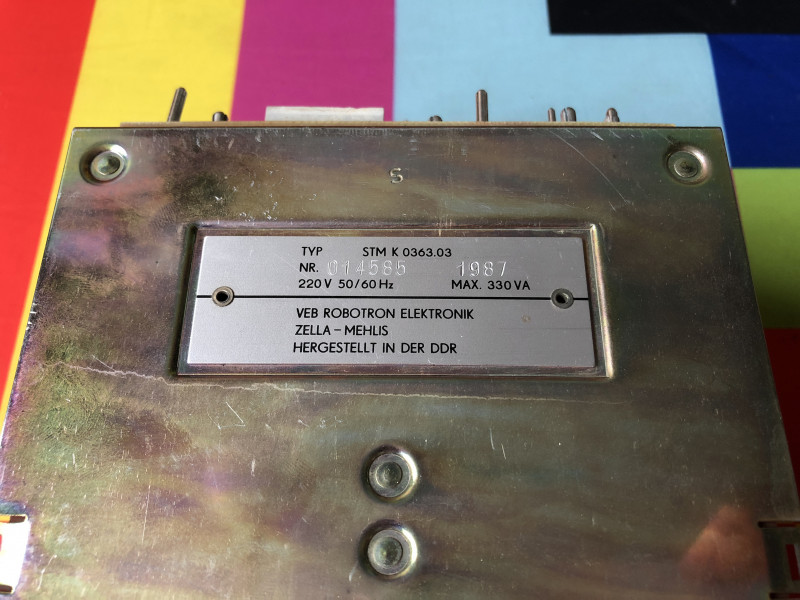 S
TYP STM K 0363.03
NR. 014585 1987
220 V 50/60 Hz MAX. 330 VA
VEB ROBOTRON ELEKTRONIK
ZELLA – MEHLIS
HERGESTELLT IN DER DDR